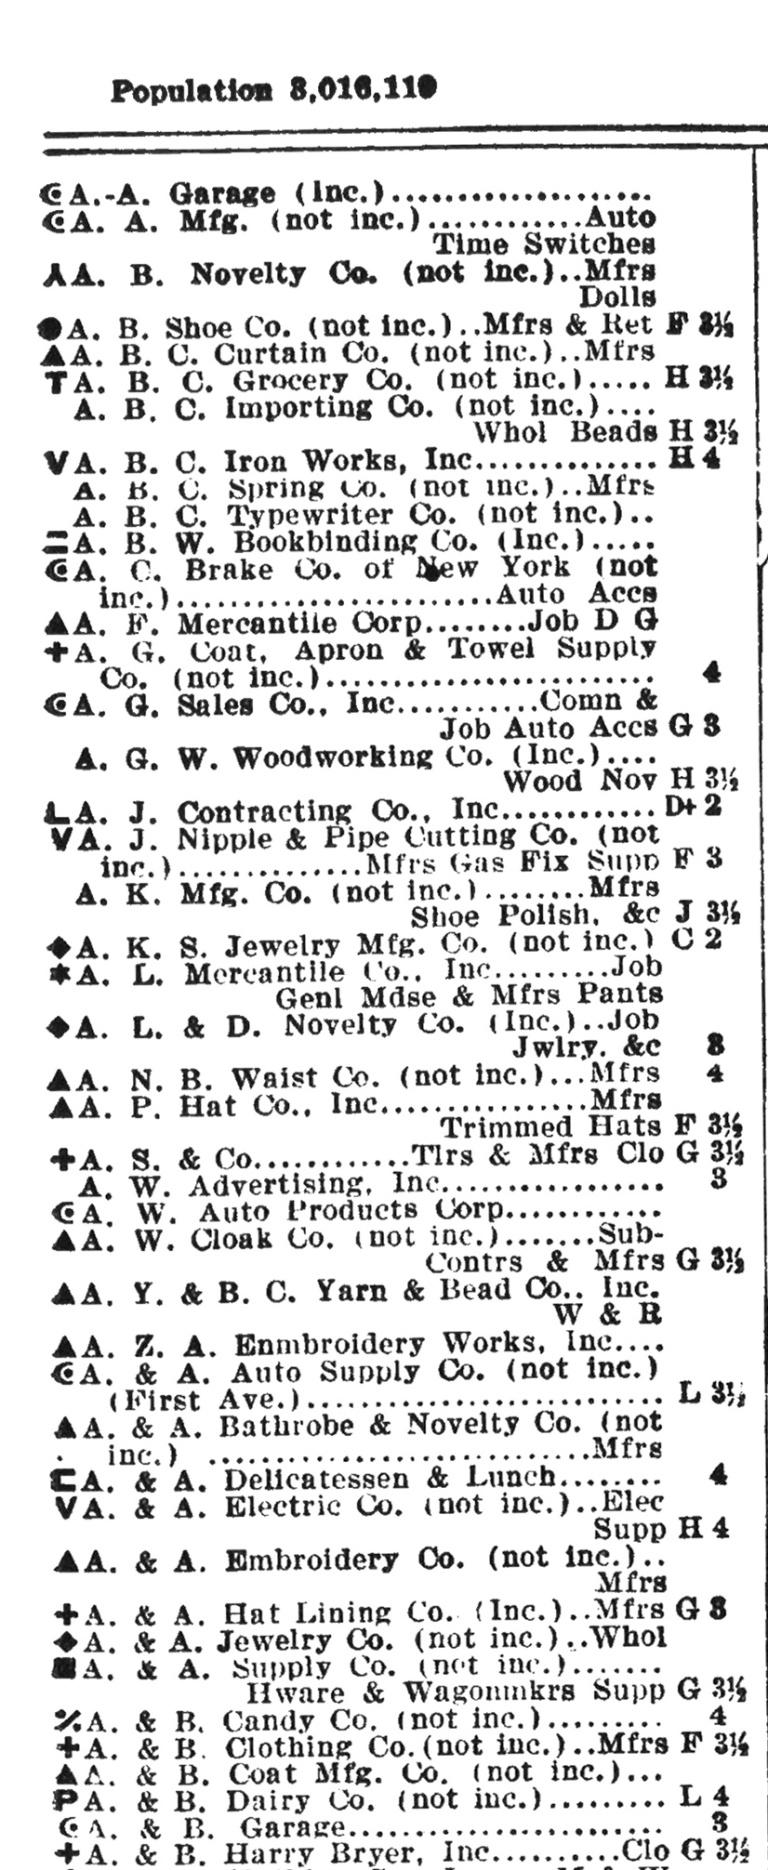 Population 8,016,110
A.-A. Garage (Inc.)....................
A. A. Mfg. (not inc.)............Auto
Time Switches
A. B. Novelty Co. (not inc.)..Mfrs
Dolls
A. B. Shoe Co. (not inc.)..Mfrs & Ret F 3½
A. B. C. Curtain Co. (not inc.)..Mfrs
A. B. C. Grocery Co. (not inc.)..... H 3½
A. B. C. Importing Co. (not inc.)....
Whol Beads H 3½
A. B. C. Iron Works, Inc.............. H 4
A. B. C. Spring Co. (not inc.)..Mfrs
A. B. C. Typewriter Co. (not inc.)..
A. B. W. Bookbinding Co. (Inc.).....
A. C. Brake Co. of New York (not
inc.).......................Auto Accs
A. F. Mercantile Corp........Job D G
+A. G. Coat, Apron & Towel Supply
Co. (not inc.)........................ 4
A. G. Sales Co., Inc..........Comn &
Job Auto Accs G 3
A. G. W. Woodworking Co. (Inc.)....
Wood Nov H 3½
LA. J. Contracting Co., Inc............ D+ 2
VA. J. Nipple & Pipe Cutting Co. (not
inc.)..............Mfrs Gas Fix Supp F 3
A. K. Mfg. Co. (not inc.)........Mfrs
Shoe Polish, &c J 3½
◆A. K. S. Jewelry Mfg. Co. (not inc.) C 2
*A. L. Mercantile Co., Inc.........Job
Genl Mdse & Mfrs Pants
◆A. L. & D. Novelty Co. (Inc.)..Job
Jwlry, &c 3
▲A. N. B. Waist Co. (not inc.)...Mfrs 4
▲A. P. Hat Co., Inc................Mfrs
Trimmed Hats F 3½
+A. S. & Co............Tlrs & Mfrs Clo G 3½
A. W. Advertising, Inc................. 3
A. W. Auto Products Corp............
▲A. W. Cloak Co. (not inc.).......Sub-
Contrs & Mfrs G 3½
▲A. Y. & B. C. Yarn & Bead Co., Inc.
W & R
▲A. Z. A. Enmbroidery Works, Inc....
A. & A. Auto Supply Co. (not inc.)
(First Ave.)........................... L 3½
▲A. & A. Bathrobe & Novelty Co. (not
inc.) .............................Mfrs
A. & A. Delicatessen & Lunch........ 4
VA. & A. Electric Co. (not inc.)..Elec
Supp H 4
▲A. & A. Embroidery Co. (not inc.)..
Mfrs
+A. & A. Hat Lining Co. (Inc.)..Mfrs G 3
◆A. & A. Jewelry Co. (not inc.)..Whol
■A. & A. Supply Co. (not inc.).......
Hware & Wagonmkrs Supp G 3½
A. & B. Candy Co. (not inc.)......... 4
+A. & B. Clothing Co.(not inc.)..Mfrs F 3½
▲A. & B. Coat Mfg. Co. (not inc.)...
PA. & B. Dairy Co. (not inc.)......... L 4
A. & B. Garage........................ 3
+A. & B. Harry Bryer, Inc..........Clo G 3½